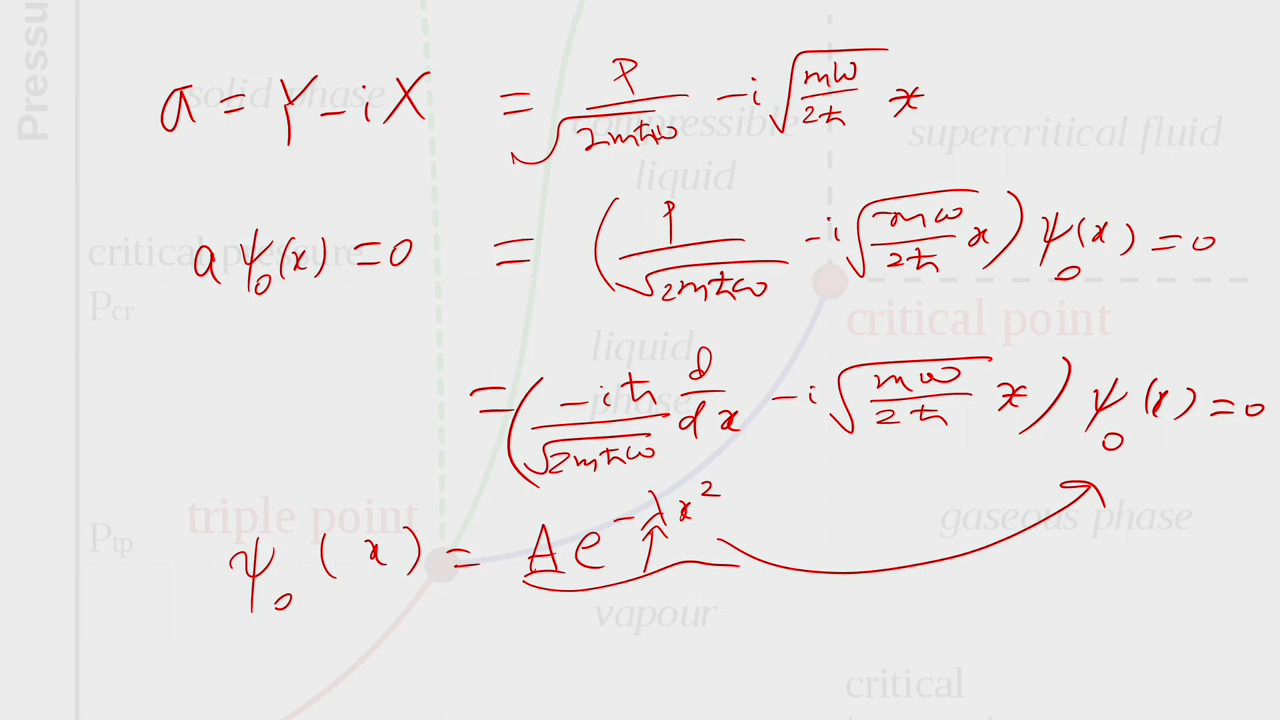 Pressu
solid phase
compressible
liquid
supercritical fluid
critical pressure
Pcr
liquid
phase
critical point
triple point
Ptp
gaseous phase
vapour
critical
a = Y - iX = P/√(2mħω) - i√(mω/2ħ) x
aψ₀(x) = 0 = (P/√(2mħω) - i√(mω/2ħ) x) ψ₀(x) = 0
= (-iħ/√(2mħω) d/dx - i√(mω/2ħ) x) ψ₀(x) = 0
ψ₀(x) = A e^(-λx²)